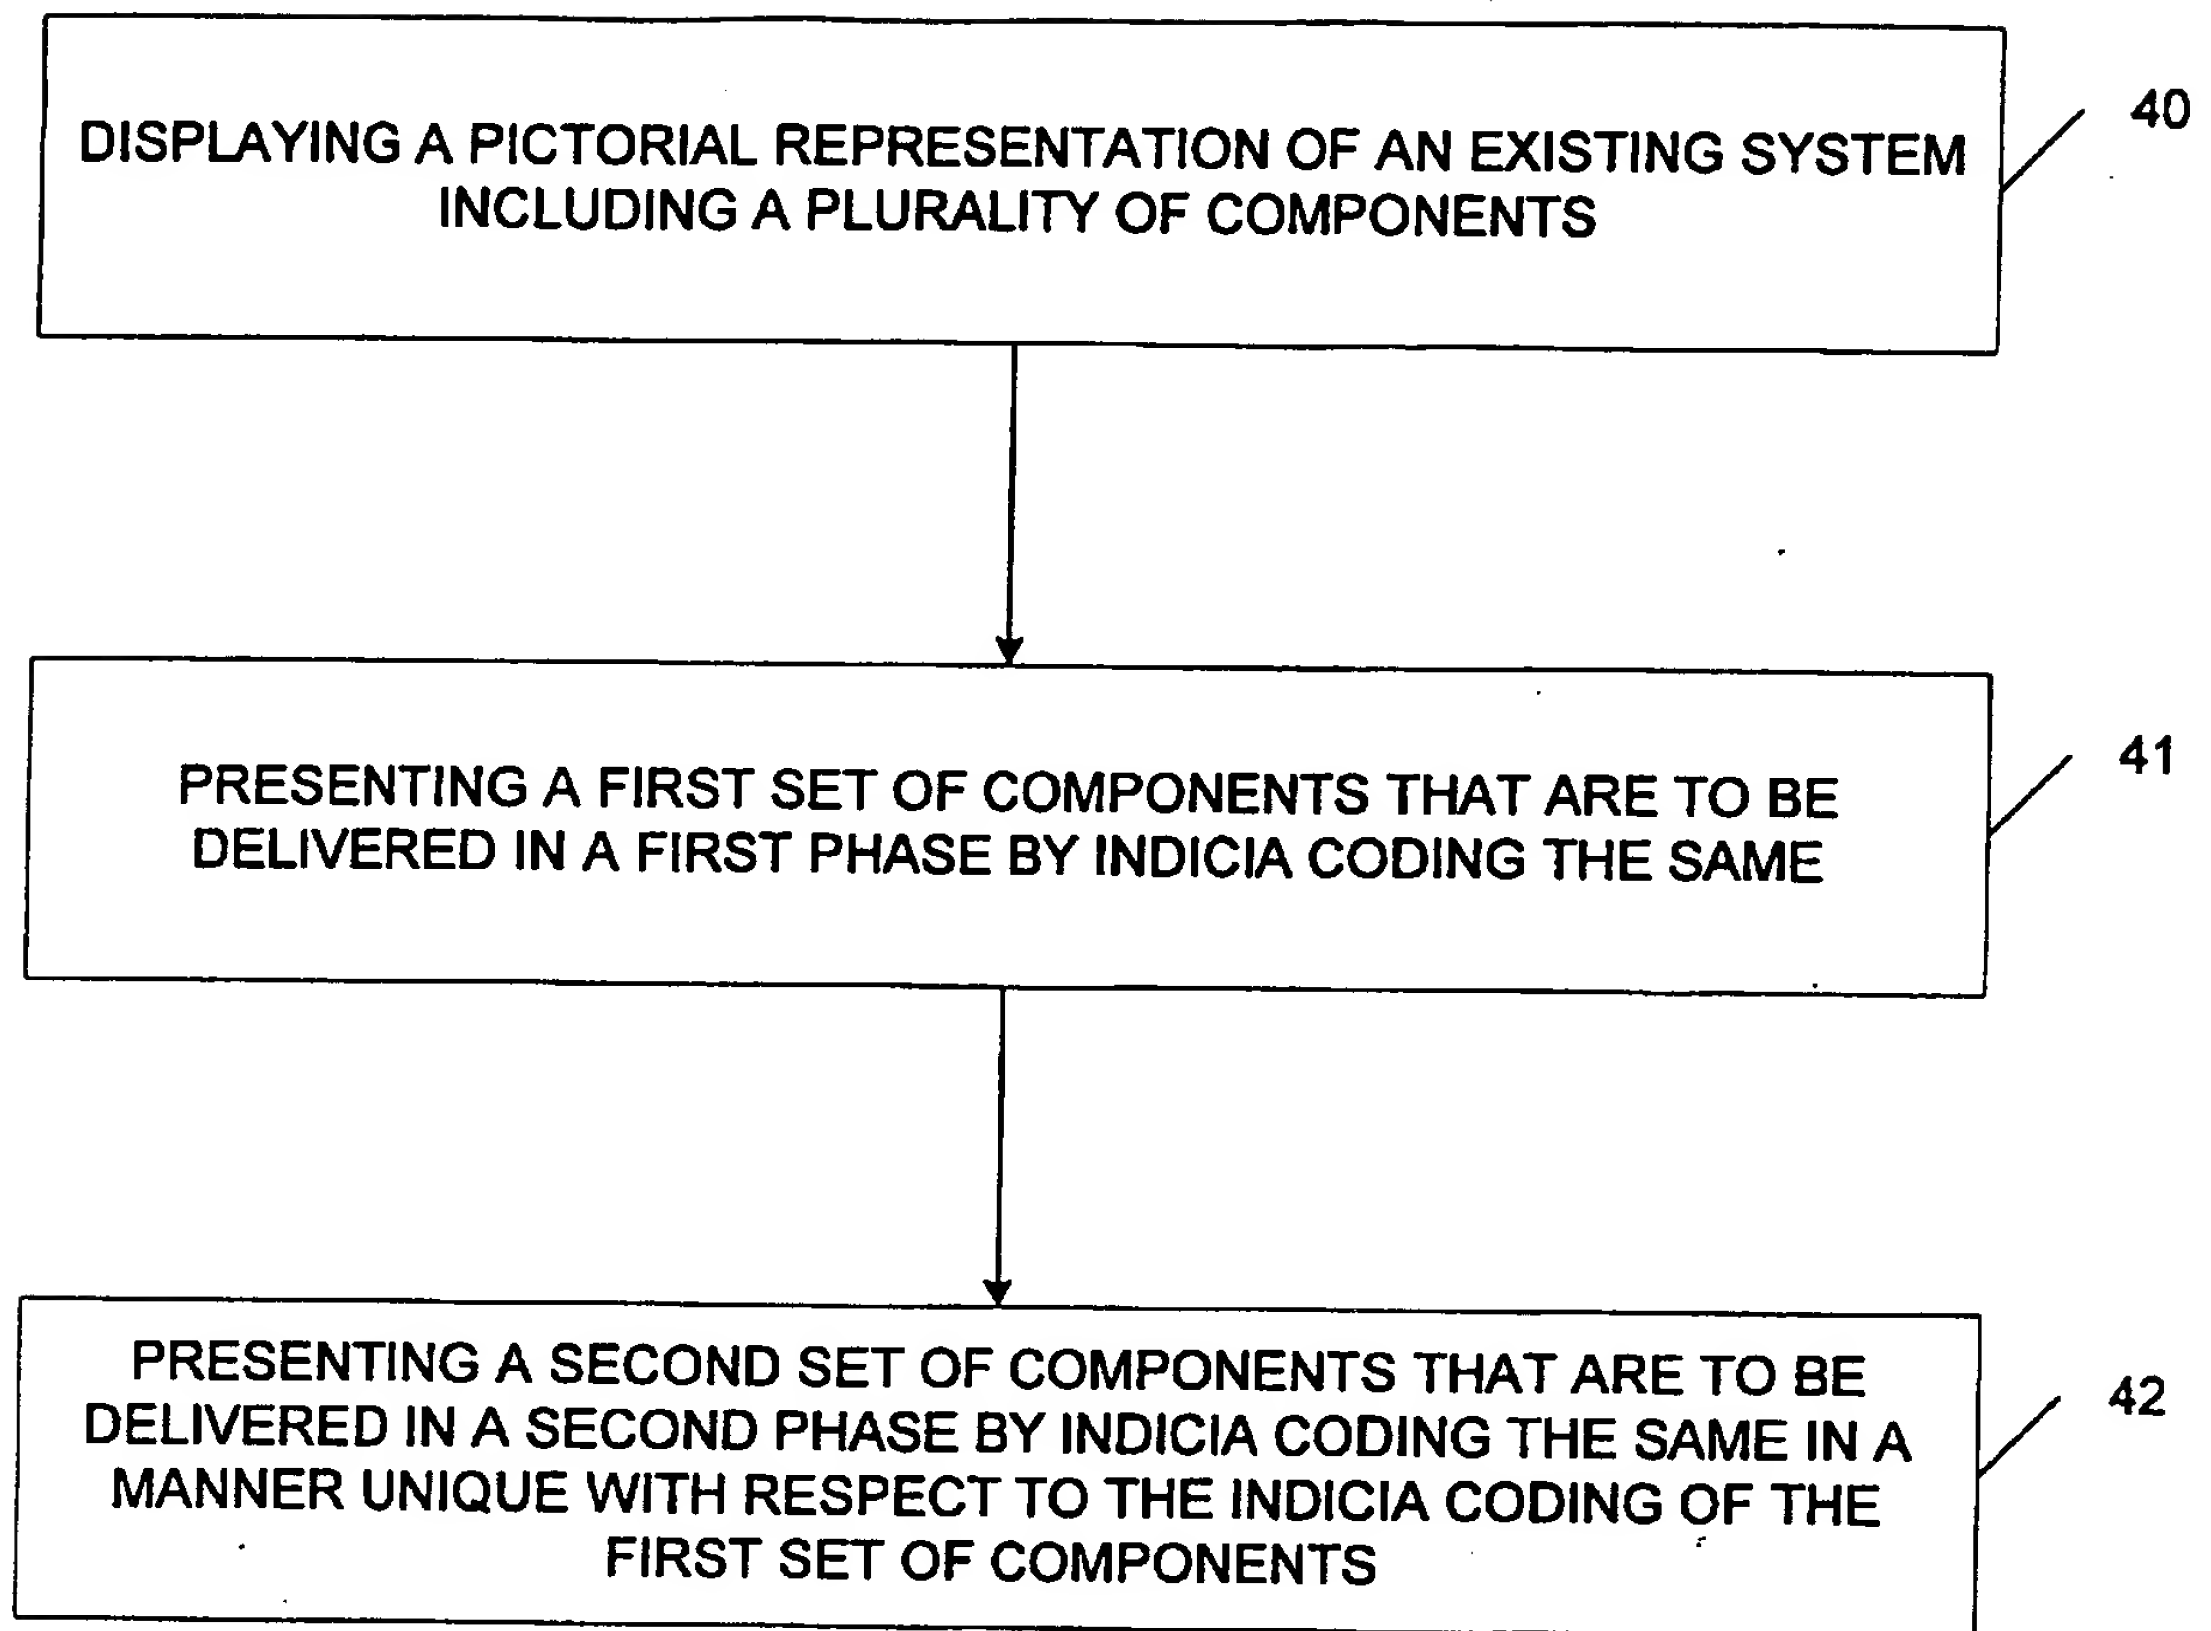 DISPLAYING A PICTORIAL REPRESENTATION OF AN EXISTING SYSTEM
INCLUDING A PLURALITY OF COMPONENTS
40
PRESENTING A FIRST SET OF COMPONENTS THAT ARE TO BE
DELIVERED IN A FIRST PHASE BY INDICIA CODING THE SAME
41
PRESENTING A SECOND SET OF COMPONENTS THAT ARE TO BE
DELIVERED IN A SECOND PHASE BY INDICIA CODING THE SAME IN A
MANNER UNIQUE WITH RESPECT TO THE INDICIA CODING OF THE
FIRST SET OF COMPONENTS
42